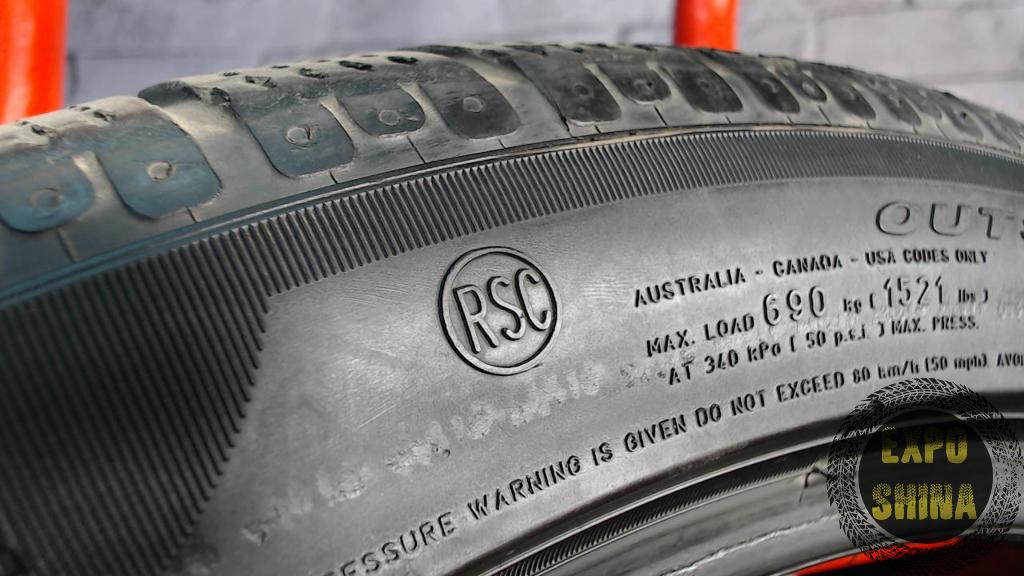 OUT
RSC
AUSTRALIA - CANADA - USA CODES ONLY
MAX. LOAD 690 kg ( 1521 lbs )
AT 340 kPa ( 50 p.s.i. ) MAX. PRESS.
ESSURE WARNING IS GIVEN DO NOT EXCEED 80 km/h (50 mph) AVO
EXPO
SHINA